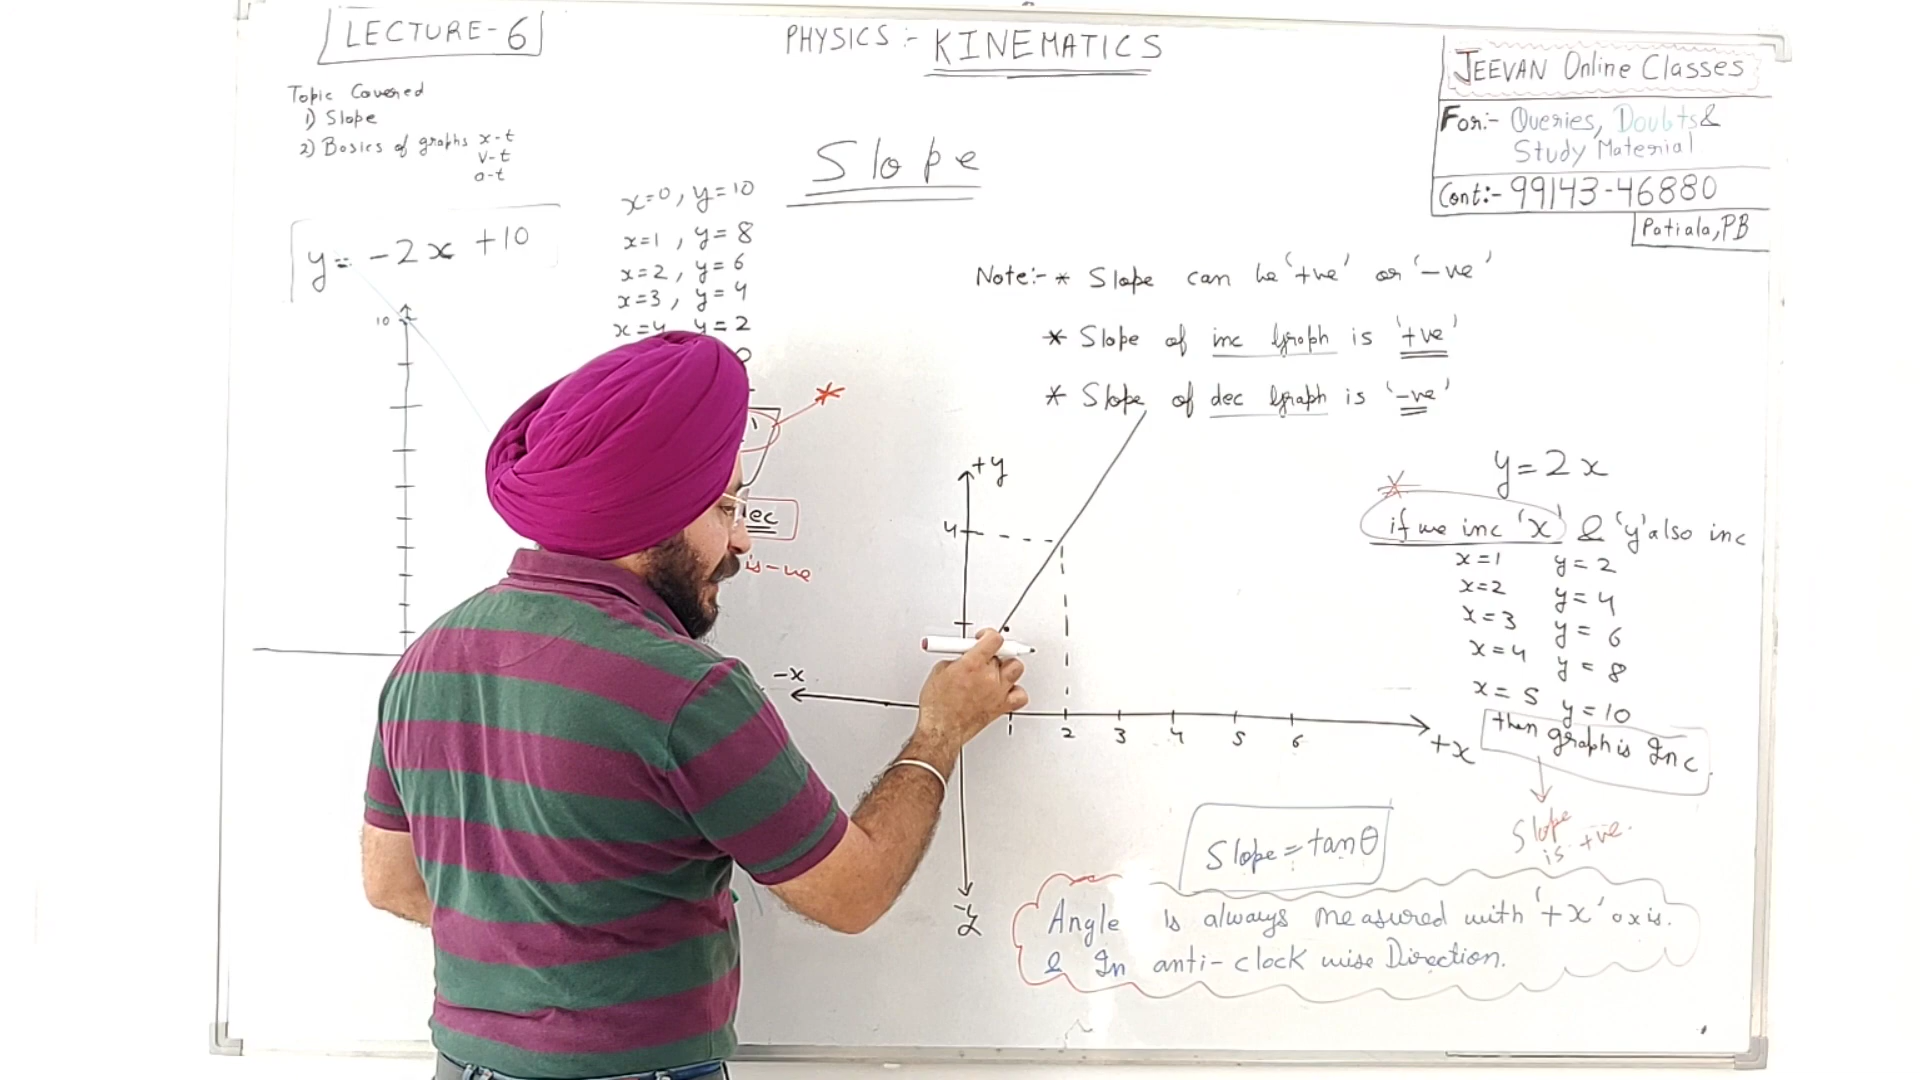 LECTURE-6
PHYSICS:- KINEMATICS
JEEVAN Online Classes
For:- Queries, Doubts &
Study Material
Cont:- 99143-46880
Patiala, PB
Topic Covered
1) Slope
2) Basics of graphs x-t
v-t
a-t
Slope
y = -2x +10
x=0, y=10
x=1, y=8
x=2, y=6
x=3, y=4
x=4 y=2
0
10
ec
is -ve
Note:- * Slope can be '+ve' or '-ve'
* Slope of inc Graph is '+ve'
* Slope of dec Graph is '-ve'
+y
4
-x
1 2 3 4 5 6
+x
-y
y=2x
if we inc 'x' & 'y' also inc
x=1 y=2
x=2 y=4
x=3 y=6
x=4 y=8
x=5 y=10
then graph is Inc
Slope
is +ve.
Slope=tanθ
Angle is always measured with '+x' axis.
& In anti-clock wise Direction.